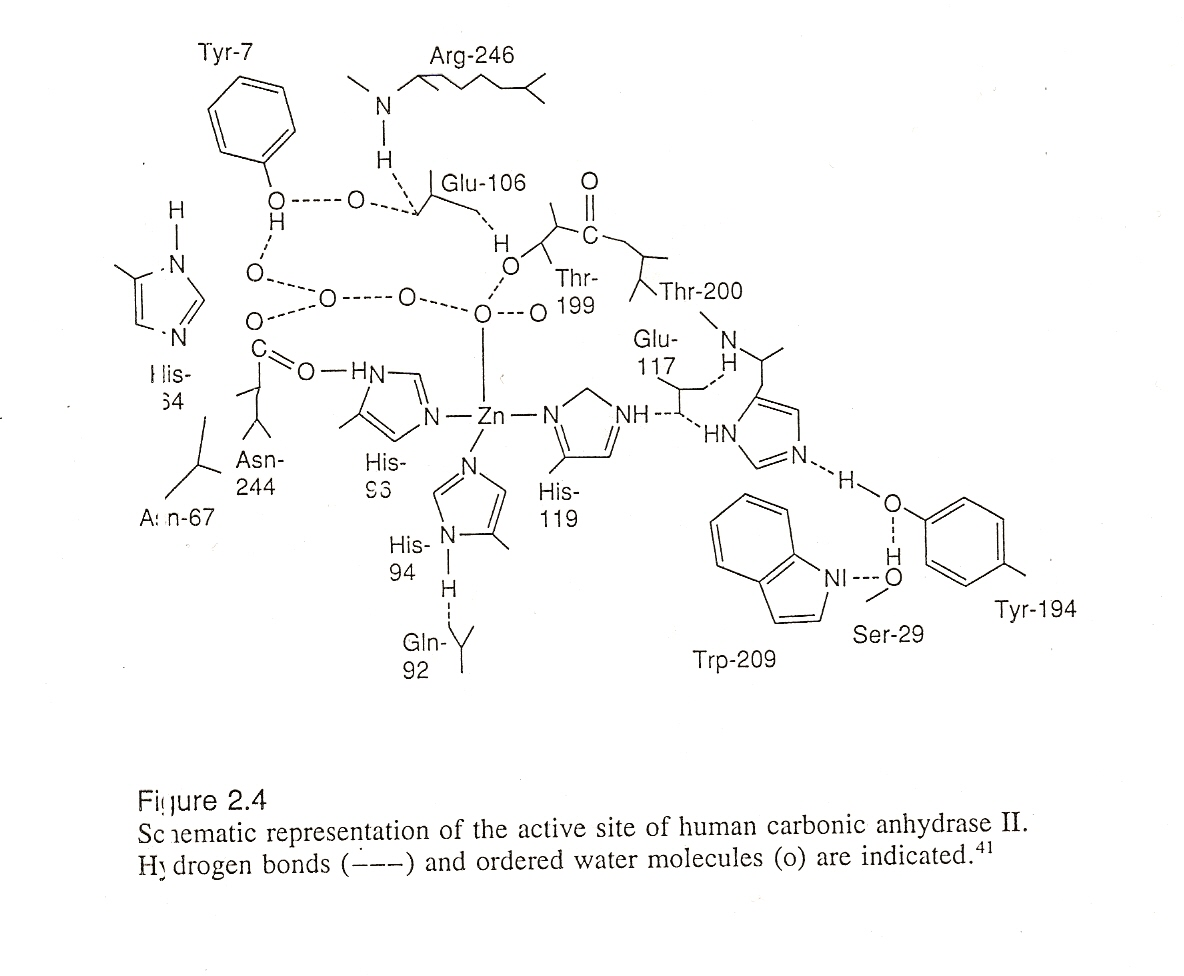 Tyr-7
Arg-246
N
H
Glu-106
O
O
O
H
H
H
N
O
C
O
O
Thr-
199
Thr-200
O
O
O
O
O
N
O
Glu-
117
N
H
C
O
HN
His-
64
N
Zn
N
NH
HN
N
H
Asn-
244
His-
96
N
His-
119
O
Asn-67
His-
94
N
H
H
O
NI
Gln-
92
Ser-29
Tyr-194
Trp-209
Figure 2.4
Schematic representation of the active site of human carbonic anhydrase II.
Hydrogen bonds (---) and ordered water molecules (o) are indicated.41